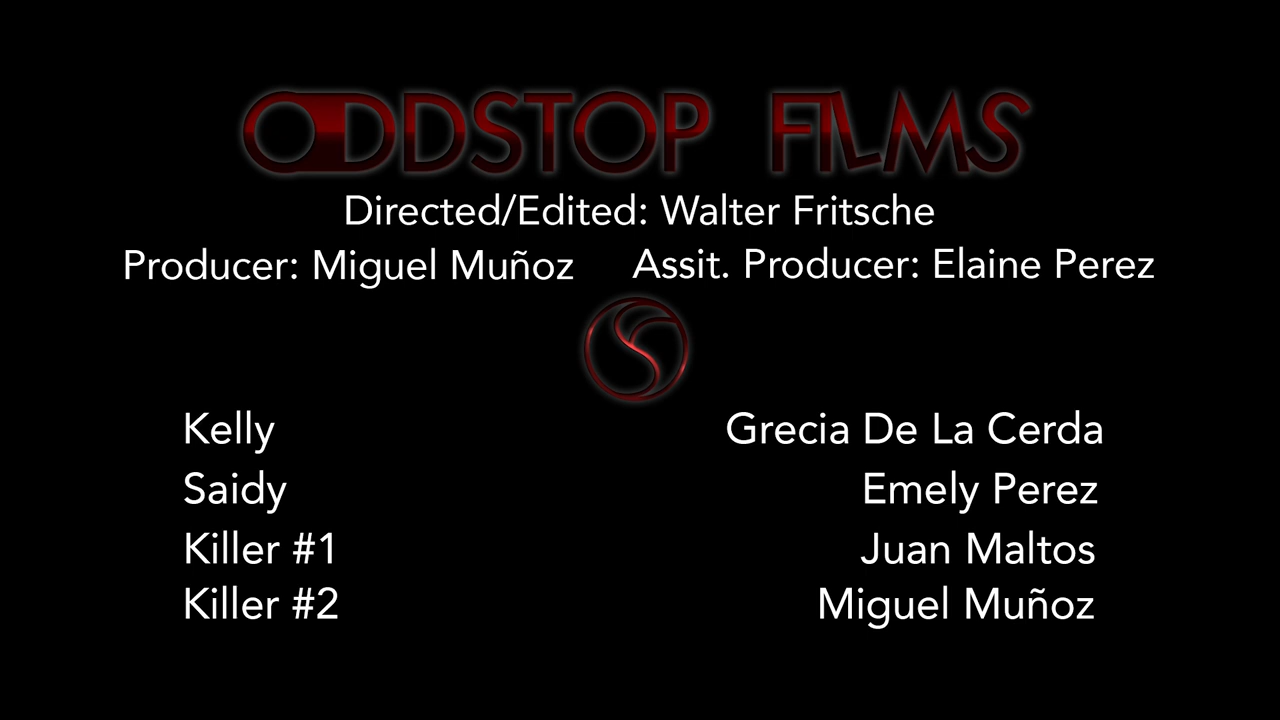 ODDSTOP FILMS
Directed/Edited: Walter Fritsche
Producer: Miguel Muñoz Assit. Producer: Elaine Perez
Kelly Grecia De La Cerda
Saidy Emely Perez
Killer #1 Juan Maltos
Killer #2 Miguel Muñoz